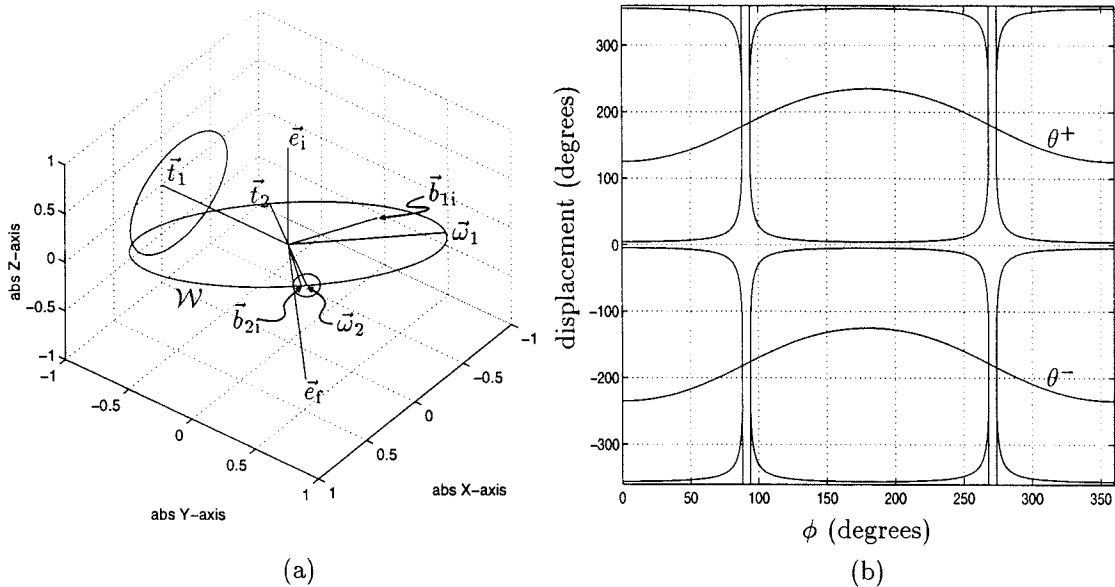 1
0.5
0
−0.5
−1
abs Z−axis
−1
−0.5
0
0.5
1
abs Y−axis
1
0.5
0
−0.5
−1
abs X−axis
e⃗i
t⃗1
t⃗2
b⃗1i
ω⃗1
W
b⃗2i
ω⃗2
e⃗f
(a)
displacement (degrees)
300
200
100
0
−100
−200
−300
θ+
θ−
0
50
100
150
200
250
300
350
ϕ (degrees)
(b)